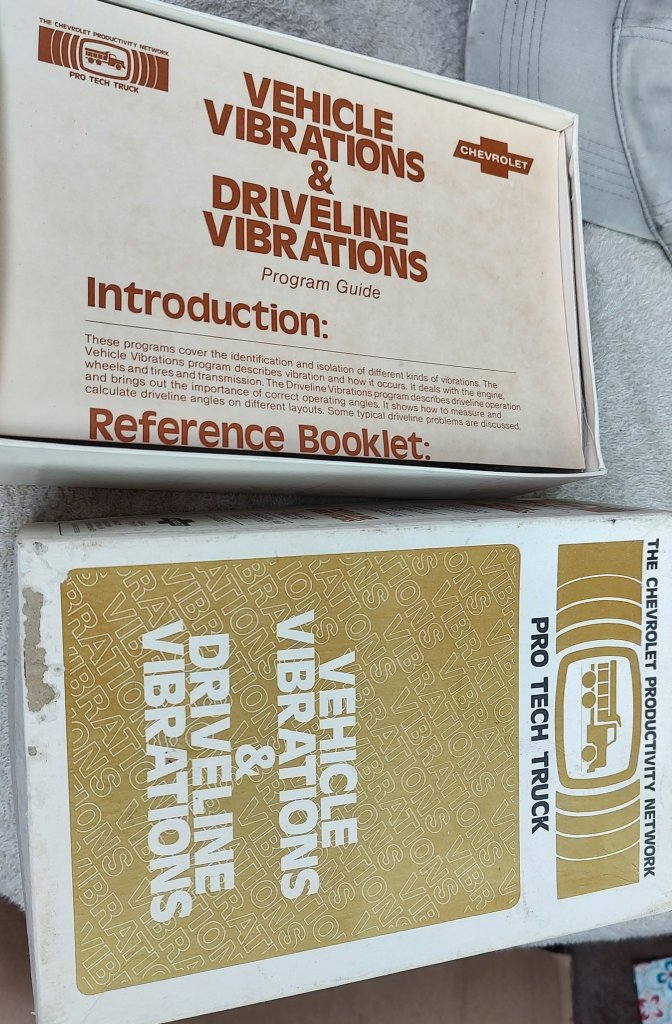 THE CHEVROLET PRODUCTIVITY NETWORK
PRO TECH TRUCK
VEHICLE
VIBRATIONS
&
DRIVELINE
VIBRATIONS
CHEVROLET
Program Guide
Introduction:
These programs cover the identification and isolation of different kinds of vibrations. The
Vehicle Vibrations program describes vibration and how it occurs. It deals with the engine,
wheels and tires and transmission. The Driveline Vibrations program describes driveline operation
and brings out the importance of correct operating angles. It shows how to measure and
calculate driveline angles on different layouts. Some typical driveline problems are discussed.
Reference Booklet:
THE CHEVROLET PRODUCTIVITY NETWORK
PRO TECH TRUCK
VEHICLE
VIBRATIONS
&
DRIVELINE
VIBRATIONS